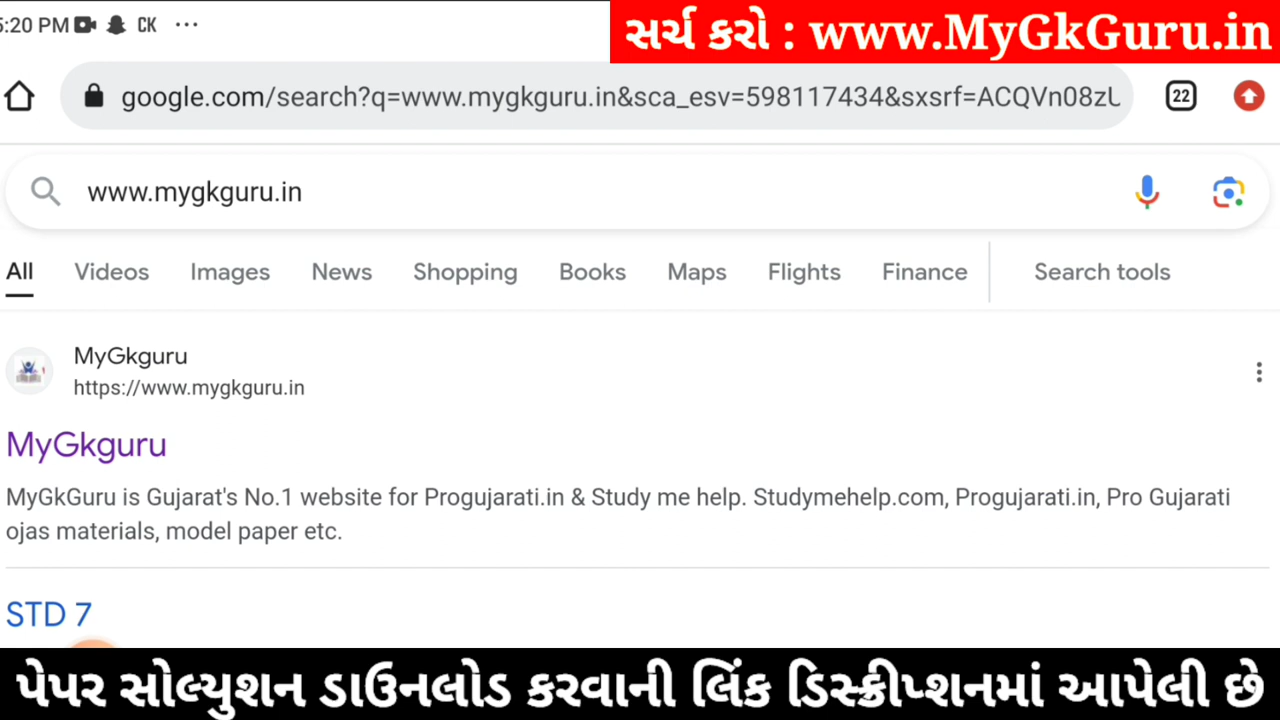 5:20 PM CK ...
સર્ચ કરો : www.MyGkGuru.in
google.com/search?q=www.mygkguru.in&sca_esv=598117434&sxsrf=ACQVn08zU
22
www.mygkguru.in
All Videos Images News Shopping Books Maps Flights Finance Search tools
MyGkguru
https://www.mygkguru.in
MyGkguru
MyGkGuru is Gujarat's No.1 website for Progujarati.in & Study me help. Studymehelp.com, Progujarati.in, Pro Gujarati
ojas materials, model paper etc.
STD 7
પેપર સોલ્યુશન ડાઉનલોડ કરવાની લિંક ડિસ્ક્રીપ્શનમાં આપેલી છે